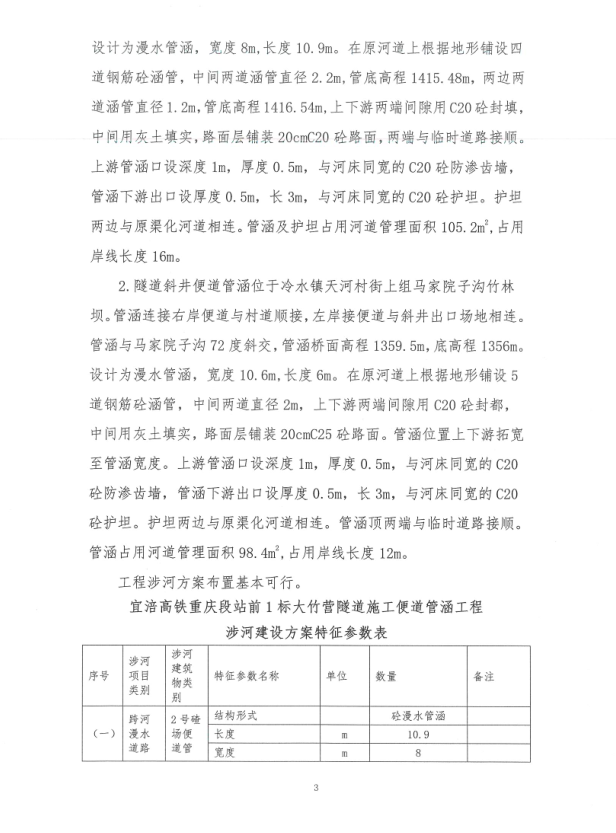 设计为漫水管涵，宽度 8m,长度 10.9m。在原河道上根据地形铺设四
道钢筋砼涵管，中间两道涵管直径 2.2m,管底高程 1415.48m，两边两
道涵管直径 1.2m,管底高程 1416.54m,上下游两端间隙用 C20 砼封填，
中间用灰土填实，路面层铺装 20cmC20 砼路面,两端与临时道路接顺。
上游管涵口设深度 1m，厚度 0.5m，与河床同宽的 C20 砼防渗齿墙，
管涵下游出口设厚度 0.5m，长 3m，与河床同宽的 C20 砼护坦。护坦
两边与原渠化河道相连。管涵及护坦占用河道管理面积 105.2m²,占用
岸线长度 16m。
2.隧道斜井便道管涵位于冷水镇天河村街上组马家院子沟竹林
坝。管涵连接右岸便道与村道顺接,左岸接便道与斜井出口场地相连。
管涵与马家院子沟 72 度斜交,管涵桥面高程 1359.5m,底高程 1356m。
设计为漫水管涵，宽度 10.6m,长度 6m。在原河道上根据地形铺设 5
道钢筋砼涵管，中间两道直径 2m，上下游两端间隙用 C20 砼封都，
中间用灰土填实，路面层铺装 20cmC25 砼路面。管涵位置上下游拓宽
至管涵宽度。上游管涵口设深度 1m，厚度 0.5m，与河床同宽的 C20
砼防渗齿墙，管涵下游出口设厚度 0.5m，长 3m，与河床同宽的 C20
砼护坦。护坦两边与原渠化河道相连。管涵顶两端与临时道路接顺。
管涵占用河道管理面积 98.4m²,占用岸线长度 12m。
工程涉河方案布置基本可行。
宜涪高铁重庆段站前 1 标大竹营隧道施工便道管涵工程
涉河建设方案特征参数表
序号 涉河项目类别 涉河建筑物类别 特征参数名称 单位 数量 备注
（一） 跨河漫水道路 2 号碴场便道管 结构形式 砼漫水管涵
长度 m 10.9
宽度 m 8
3